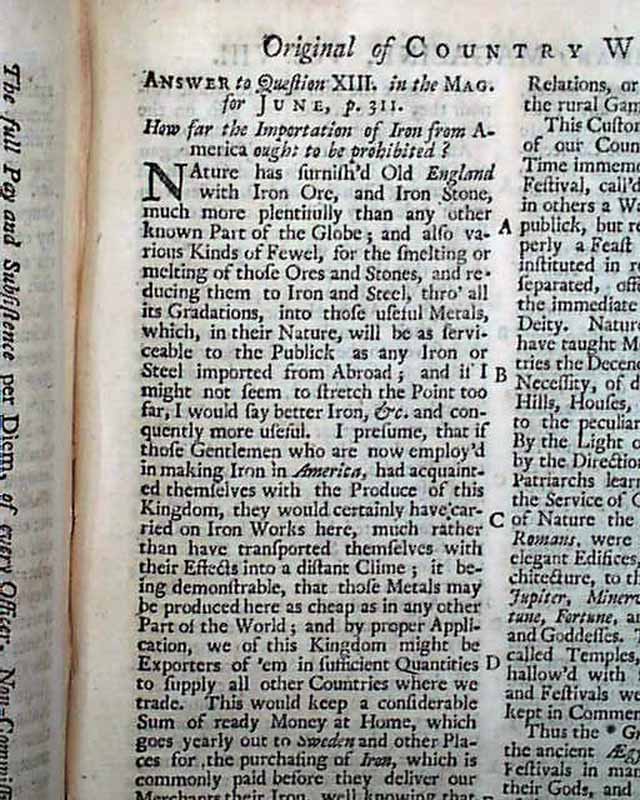 Original of COUNTRY W
ANSWER to Question XIII. in the MAG.
for JUNE, p. 311.
How far the Importation of Iron from A-
merica ought to be prohibited ?
NAture has furnish'd Old England
with Iron Ore, and Iron Stone,
much more plentifully than any other
known Part of the Globe ; and also va-
rious Kinds of Fewel, for the smelting or
melting of those Ores and Stones, and re-
ducing them to Iron and Steel, thro' all
its Gradations, into those useful Metals,
which, in their Nature, will be as servi-
ceable to the Publick as any Iron or
Steel imported from Abroad ; and if I
might not seem to stretch the Point too
far, I would say better Iron, &c. and con-
quently more useful. I presume, that if
those Gentlemen who are now employ'd
in making Iron in America, had acquaint-
ed themselves with the Produce of this
Kingdom, they would certainly have car-
ried on Iron Works here, much rather
than have transported themselves with
their Effects into a distant Clime ; it be-
ing demonstrable, that those Metals may
be produced here as cheap as in any other
Part of the World ; and by proper Appli-
cation, we of this Kingdom might be
Exporters of 'em in sufficient Quantities
to supply all other Countries where we
trade. This would keep a considerable
Sum of ready Money at Home, which
goes yearly out to Sweden and other Pla-
ces for the purchasing of Iron, which is
commonly paid before they deliver our
Merchants their Iron, well knowing that
A
B
C
D
Relations, or
the rural Gam
This Custo
of our Coun
Time immemo
Festival, call'd
in others a Wa
publick, but re
perly a Feast
instituted in re
separated, offe
the immediate
Deity. Nature
have taught M
tries the Decen
Necessity, of d
Hills, Houses,
to the peculiar
By the Light o
by the Directio
Patriarchs learn
the Service of G
of Nature the
Romans, were
elegant Edifices,
chitecture, to th
Jupiter, Minerv
tune, Fortune, an
and Goddesses.
called Temples,
hallow'd with
and Festivals we
kept in Commem
Thus the * Gr
the ancient Ægy
Festivals in man
their Gods, and
The full Pay and Subsistence per Diem, of every Officer, Non-Commiss